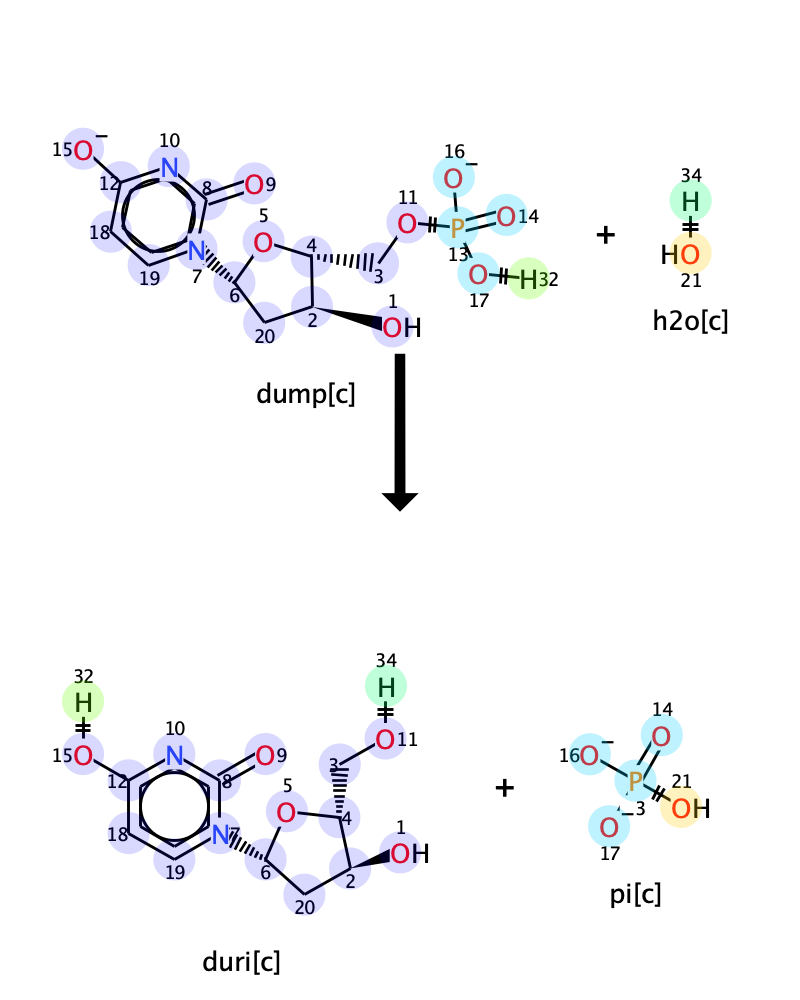 16
O−
10
15 O−
34
H
12
N
8
O 9
11
O
O 14
18
5
O
P
+
N
4
13
HO
19
7
6
3
O
H 32
21
17
20
2
1
OH
h2o[c]
dump[c]
32
H
34
H
14
10
O
15 O
N
O 9
O 11
16 O−
12
8
3
P
21
5
O
−3
OH
18
N 7
4
O
1
OH
17
19
6
2
+
20
pi[c]
duri[c]